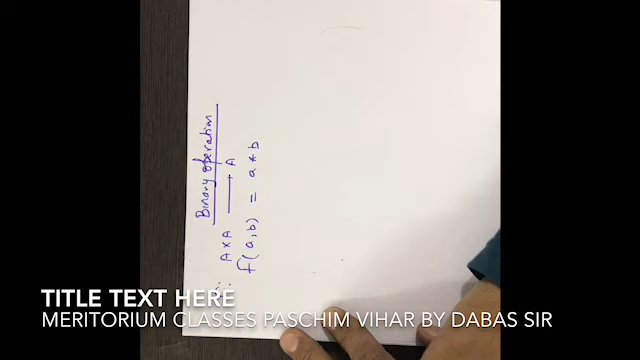 Binary operation
: A × A ⟶ A
f(a,b) = a * b
TITLE TEXT HERE
MERITORIUM CLASSES PASCHIM VIHAR BY DABAS SIR